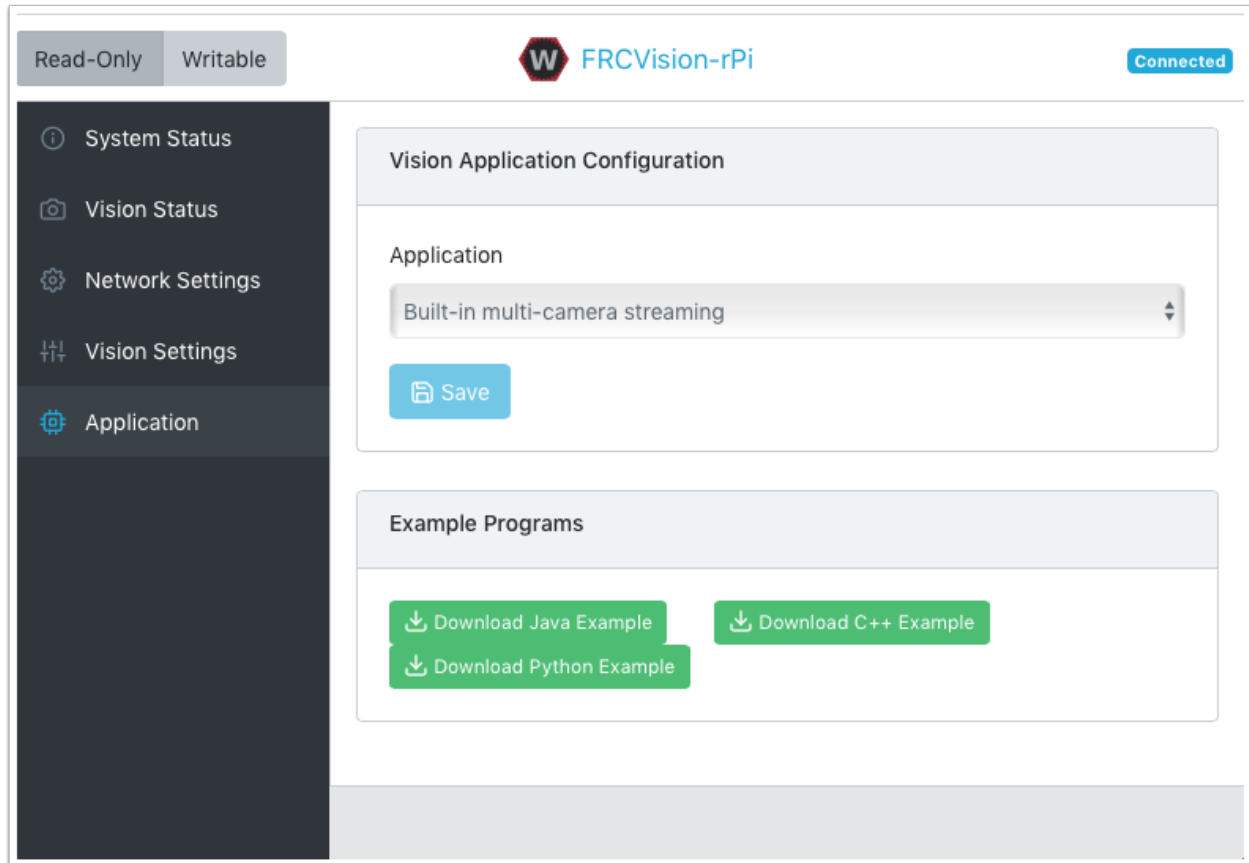 Read-Only Writable
W FRCVision-rPi
Connected
System Status
Vision Status
Network Settings
Vision Settings
Application
Vision Application Configuration
Application
Built-in multi-camera streaming
Save
Example Programs
Download Java Example
Download C++ Example
Download Python Example